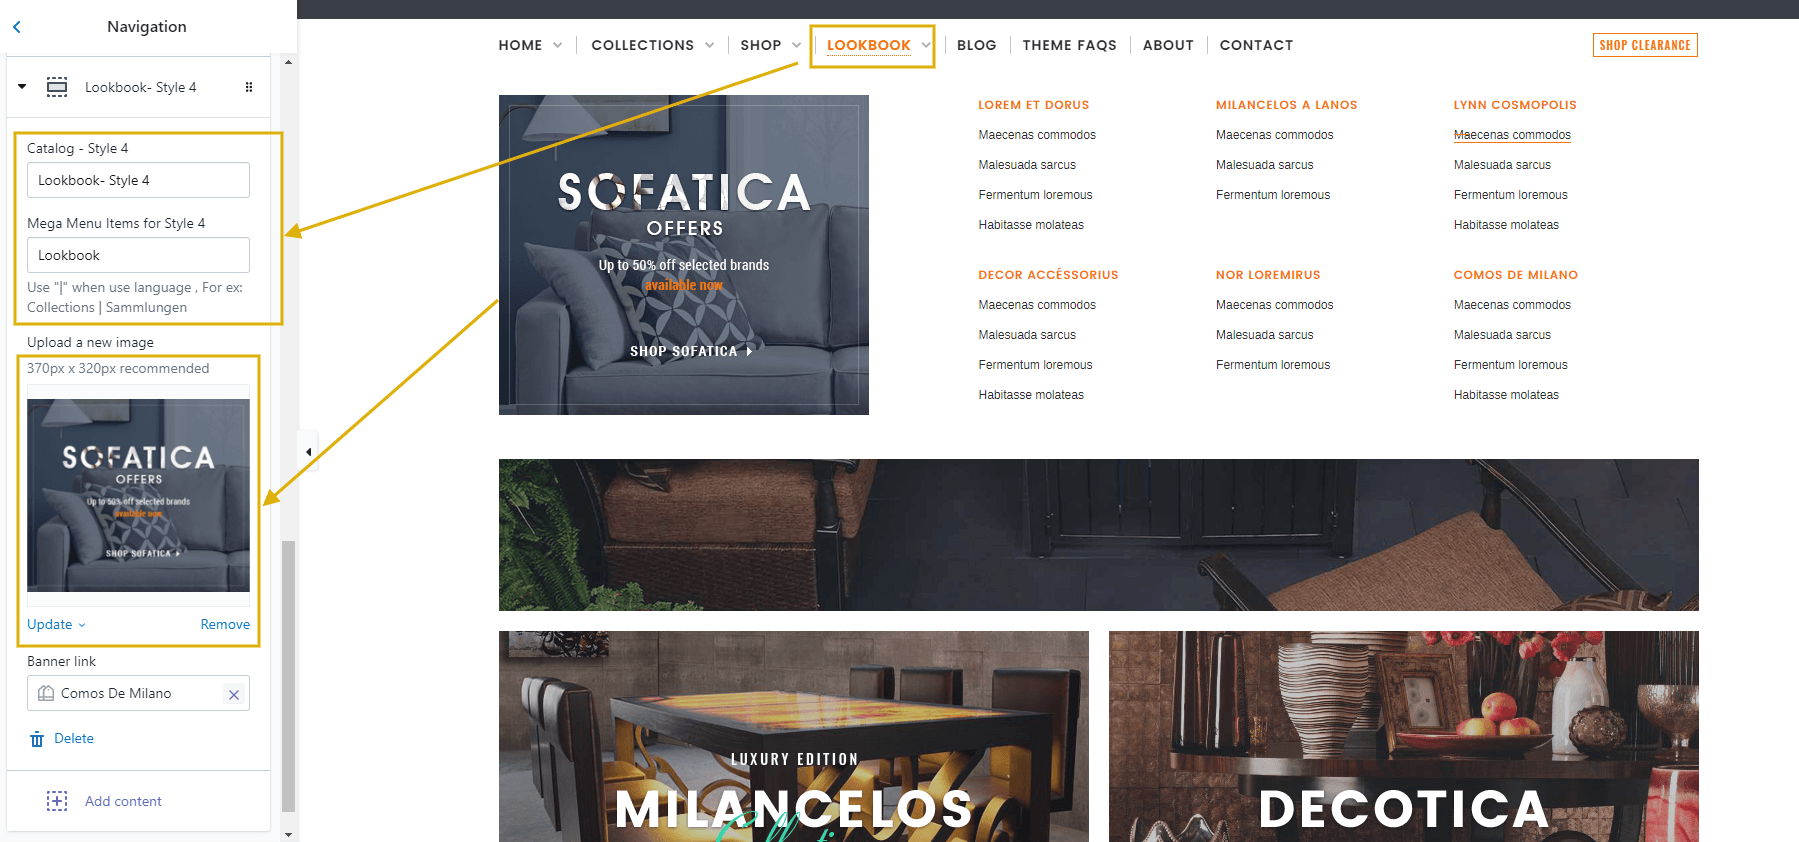 Navigation
Lookbook- Style 4
Catalog - Style 4
Lookbook- Style 4
Mega Menu Items for Style 4
Lookbook
Use "|" when use language , For ex:
Collections | Sammlungen
Upload a new image
370px x 320px recommended
SOFATICA
OFFERS
Up to 50% off selected brands
available now
SHOP SOFATICA
Update
Remove
Banner link
Comos De Milano
Delete
Add content
HOME COLLECTIONS SHOP LOOKBOOK BLOG THEME FAQS ABOUT CONTACT
SHOP CLEARANCE
SOFATICA
OFFERS
Up to 50% off selected brands
available now
SHOP SOFATICA
LOREM ET DORUS
Maecenas commodos
Malesuada sarcus
Fermentum loremous
Habitasse molateas
MILANCELOS A LANOS
Maecenas commodos
Malesuada sarcus
Fermentum loremous
LYNN COSMOPOLIS
Maecenas commodos
Malesuada sarcus
Fermentum loremous
Habitasse molateas
DECOR ACCÉSSORIUS
Maecenas commodos
Malesuada sarcus
Fermentum loremous
Habitasse molateas
NOR LOREMIRUS
Maecenas commodos
Malesuada sarcus
Fermentum loremous
COMOS DE MILANO
Maecenas commodos
Malesuada sarcus
Fermentum loremous
Habitasse molateas
LUXURY EDITION
MILANCELOS
DECOTICA